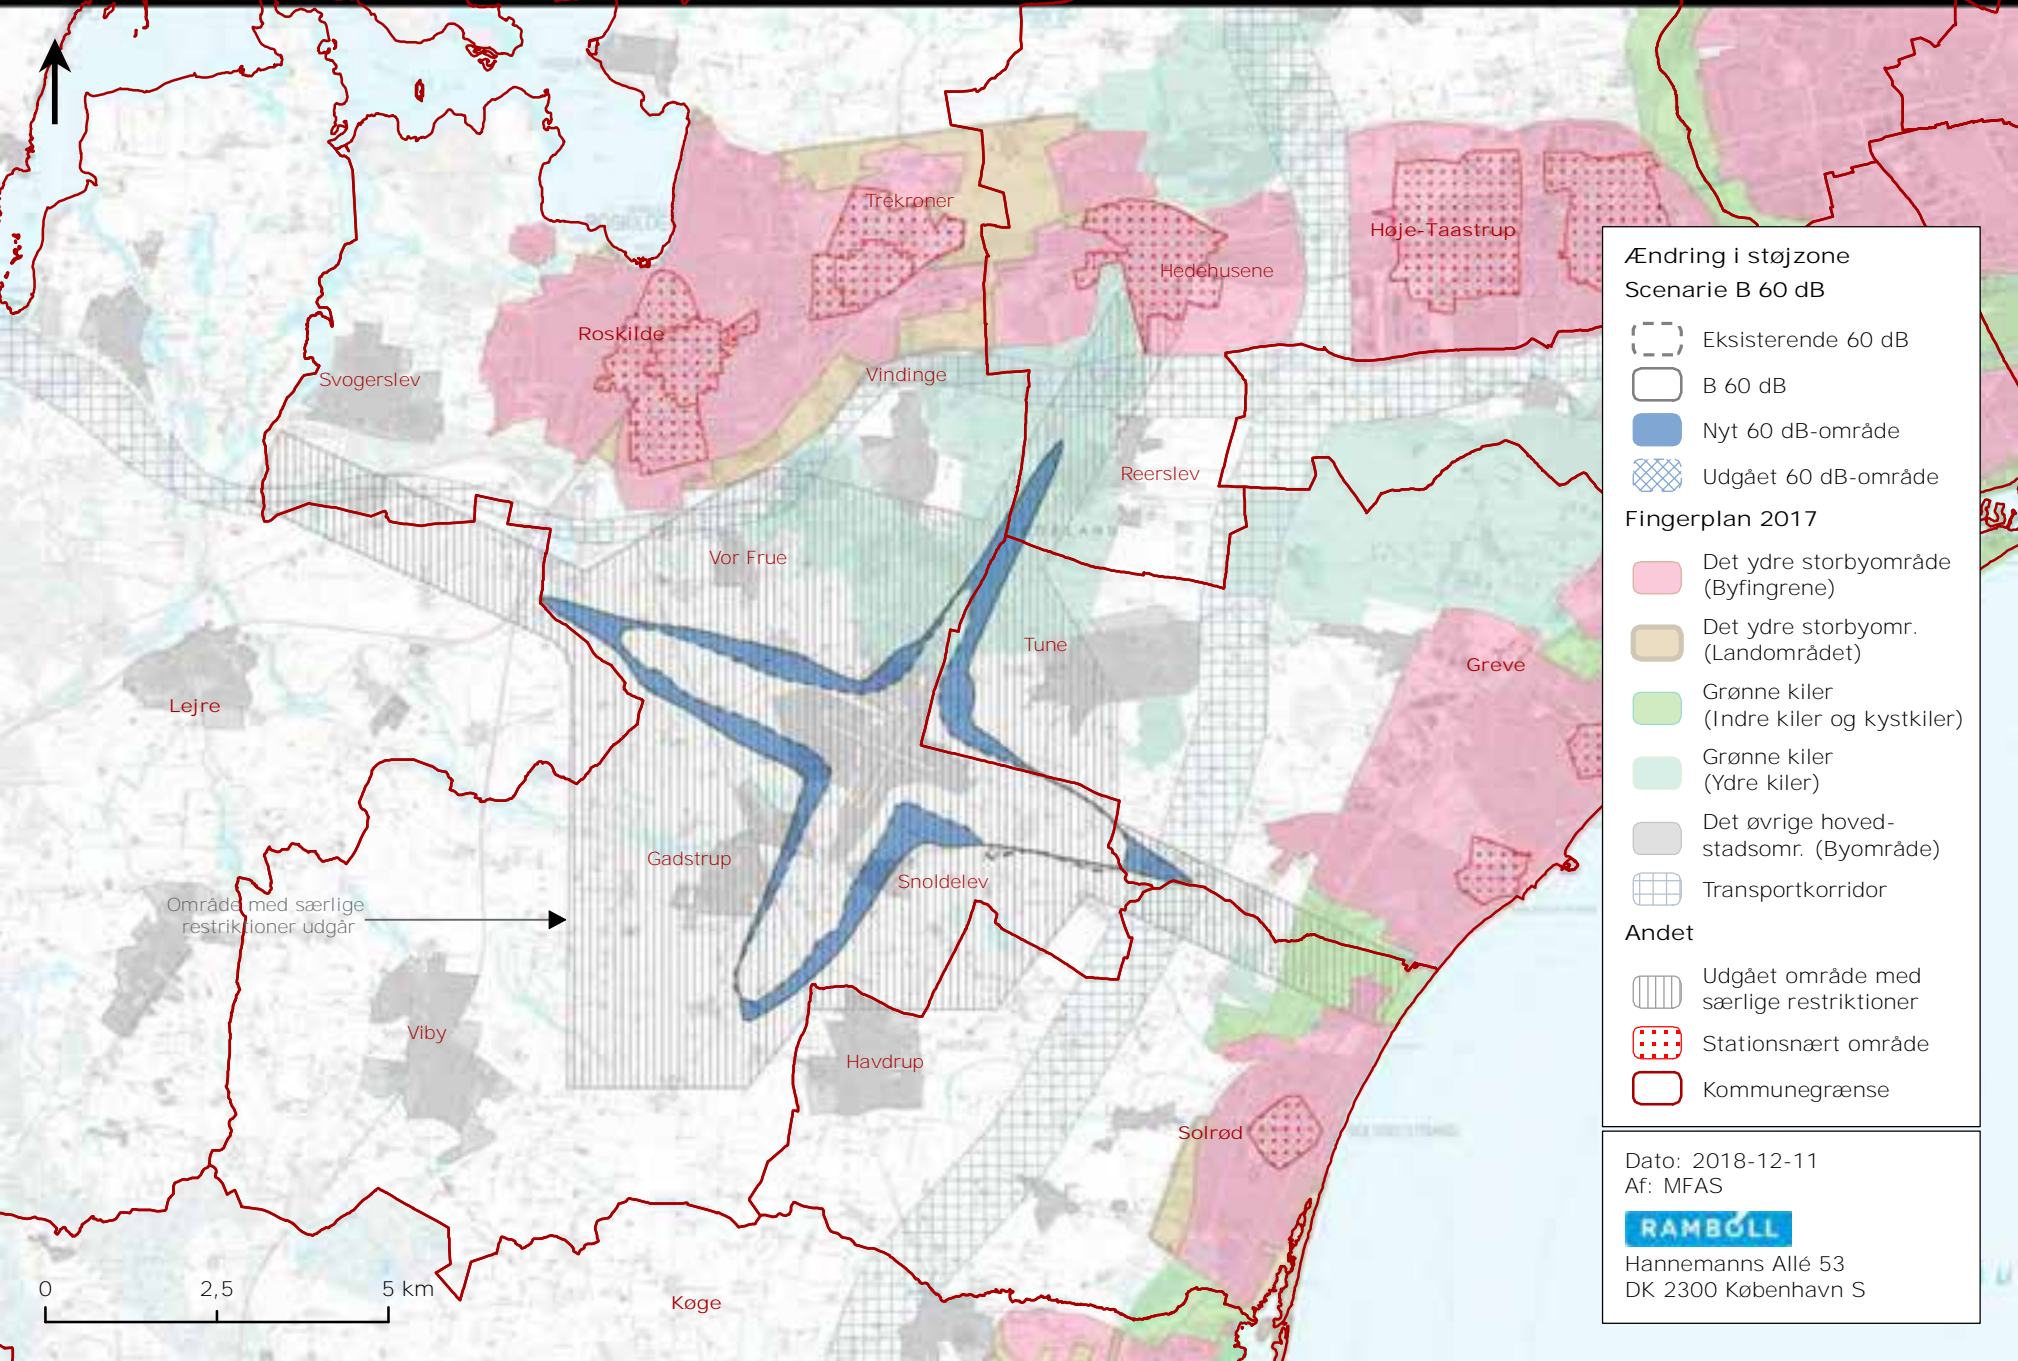 Trekroner
Høje-Taastrup
Hedehusene
Roskilde
Svogerslev
Vindinge
Reerslev
Vor Frue
Tune
Greve
Lejre
Gadstrup
Snoldelev
Område med særlige
restriktioner udgår
Viby
Havdrup
Solrød
Køge
0
2,5
5 km
Ændring i støjzone
Scenarie B 60 dB
Eksisterende 60 dB
B 60 dB
Nyt 60 dB-område
Udgået 60 dB-område
Fingerplan 2017
Det ydre storbyområde
(Byfingrene)
Det ydre storbyomr.
(Landområdet)
Grønne kiler
(Indre kiler og kystkiler)
Grønne kiler
(Ydre kiler)
Det øvrige hoved-
stadsomr. (Byområde)
Transportkorridor
Andet
Udgået område med
særlige restriktioner
Stationsnært område
Kommunegrænse
Dato: 2018-12-11
Af: MFAS
RAMBOLL
Hannemanns Allé 53
DK 2300 København S